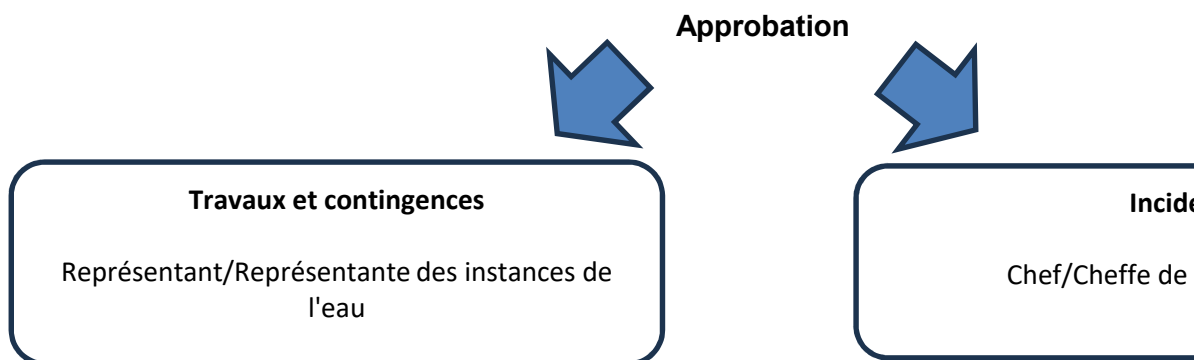 Approbation
Travaux et contingences
Représentant/Représentante des instances de
l'eau
Chef/Cheffe de